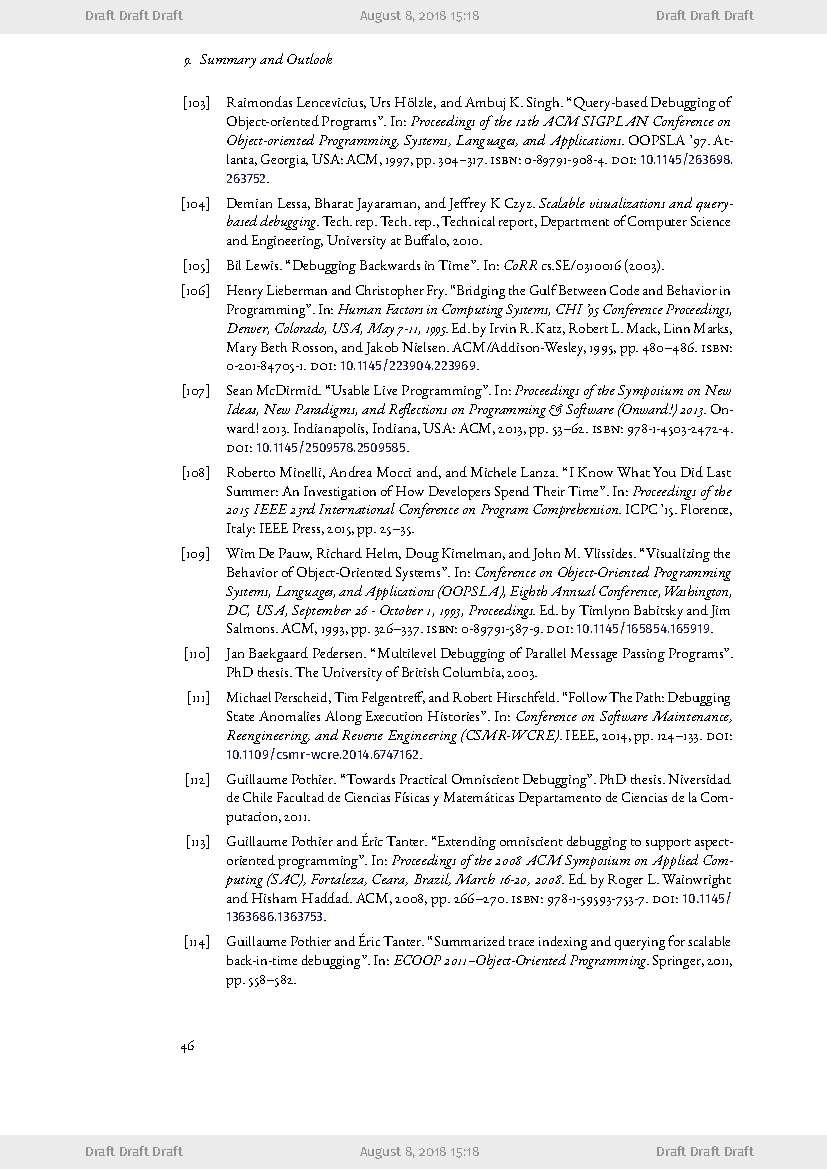 Draft Draft Draft August 8, 2018 15:18 Draft Draft Draft
9. Summary and Outlook
[103] Raimondas Lencevicius, Urs Hölzle, and Ambuj K. Singh. “Query-based Debugging of
Object-oriented Programs”. In: Proceedings of the 12th ACM SIGPLAN Conference on
Object-oriented Programming, Systems, Languages, and Applications. OOPSLA ’97. At-
lanta, Georgia, USA: ACM, 1997, pp. 304–317. ISBN: 0-89791-908-4. DOI: 10.1145/263698.
263752.
[104] Demian Lessa, Bharat Jayaraman, and Jeffrey K Czyz. Scalable visualizations and query-
based debugging. Tech. rep. Tech. rep., Technical report, Department of Computer Science
and Engineering, University at Buffalo, 2010.
[105] Bil Lewis. “Debugging Backwards in Time”. In: CoRR cs.SE/0310016 (2003).
[106] Henry Lieberman and Christopher Fry. “Bridging the Gulf Between Code and Behavior in
Programming”. In: Human Factors in Computing Systems, CHI ’95 Conference Proceedings,
Denver, Colorado, USA, May 7-11, 1995. Ed. by Irvin R. Katz, Robert L. Mack, Linn Marks,
Mary Beth Rosson, and Jakob Nielsen. ACM/Addison-Wesley, 1995, pp. 480–486. ISBN:
0-201-84705-1. DOI: 10.1145/223904.223969.
[107] Sean McDirmid. “Usable Live Programming”. In: Proceedings of the Symposium on New
Ideas, New Paradigms, and Reflections on Programming & Software (Onward!) 2013. On-
ward! 2013. Indianapolis, Indiana, USA: ACM, 2013, pp. 53–62. ISBN: 978-1-4503-2472-4.
DOI: 10.1145/2509578.2509585.
[108] Roberto Minelli, Andrea Mocci and, and Michele Lanza. “I Know What You Did Last
Summer: An Investigation of How Developers Spend Their Time”. In: Proceedings of the
2015 IEEE 23rd International Conference on Program Comprehension. ICPC ’15. Florence,
Italy: IEEE Press, 2015, pp. 25–35.
[109] Wim De Pauw, Richard Helm, Doug Kimelman, and John M. Vlissides. “Visualizing the
Behavior of Object-Oriented Systems”. In: Conference on Object-Oriented Programming
Systems, Languages, and Applications (OOPSLA), Eighth Annual Conference, Washington,
DC, USA, September 26 - October 1, 1993, Proceedings. Ed. by Timlynn Babitsky and Jim
Salmons. ACM, 1993, pp. 326–337. ISBN: 0-89791-587-9. DOI: 10.1145/165854.165919.
[110] Jan Baekgaard Pedersen. “Multilevel Debugging of Parallel Message Passing Programs”.
PhD thesis. The University of British Columbia, 2003.
[111] Michael Perscheid, Tim Felgentreff, and Robert Hirschfeld. “Follow The Path: Debugging
State Anomalies Along Execution Histories”. In: Conference on Software Maintenance,
Reengineering, and Reverse Engineering (CSMR-WCRE). IEEE, 2014, pp. 124–133. DOI:
10.1109/csmr-wcre.2014.6747162.
[112] Guillaume Pothier. “Towards Practical Omniscient Debugging”. PhD thesis. Niversidad
de Chile Facultad de Ciencias Físicas y Matemáticas Departamento de Ciencias de la Com-
putacion, 2011.
[113] Guillaume Pothier and Éric Tanter. “Extending omniscient debugging to support aspect-
oriented programming”. In: Proceedings of the 2008 ACM Symposium on Applied Com-
puting (SAC), Fortaleza, Ceara, Brazil, March 16-20, 2008. Ed. by Roger L. Wainwright
and Hisham Haddad. ACM, 2008, pp. 266–270. ISBN: 978-1-59593-753-7. DOI: 10.1145/
1363686.1363753.
[114] Guillaume Pothier and Éric Tanter. “Summarized trace indexing and querying for scalable
back-in-time debugging”. In: ECOOP 2011–Object-Oriented Programming. Springer, 2011,
pp. 558–582.
46
Draft Draft Draft August 8, 2018 15:18 Draft Draft Draft